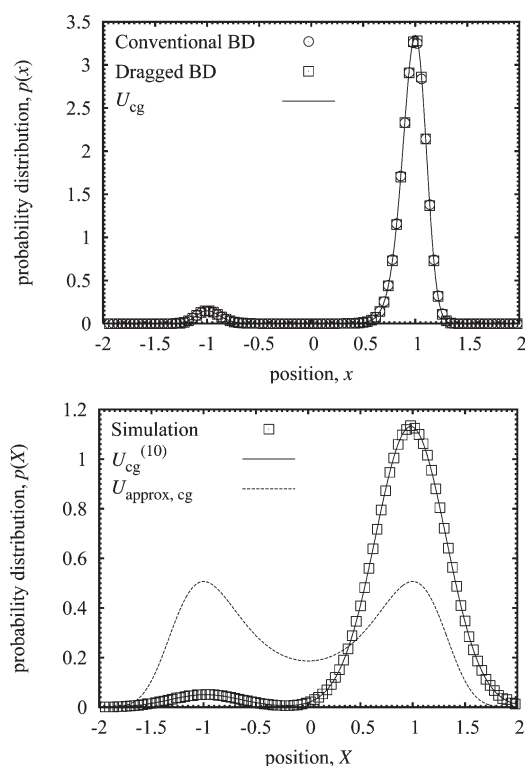 3.5
3
2.5
2
1.5
1
0.5
0
probability distribution, p(x)
Conventional BD
Dragged BD
U_cg
-2 -1.5 -1 -0.5 0 0.5 1 1.5 2
position, x
1.2
1
0.8
0.6
0.4
0.2
0
probability distribution, p(X)
Simulation
U_cg^(10)
U_approx, cg
-2 -1.5 -1 -0.5 0 0.5 1 1.5 2
position, X